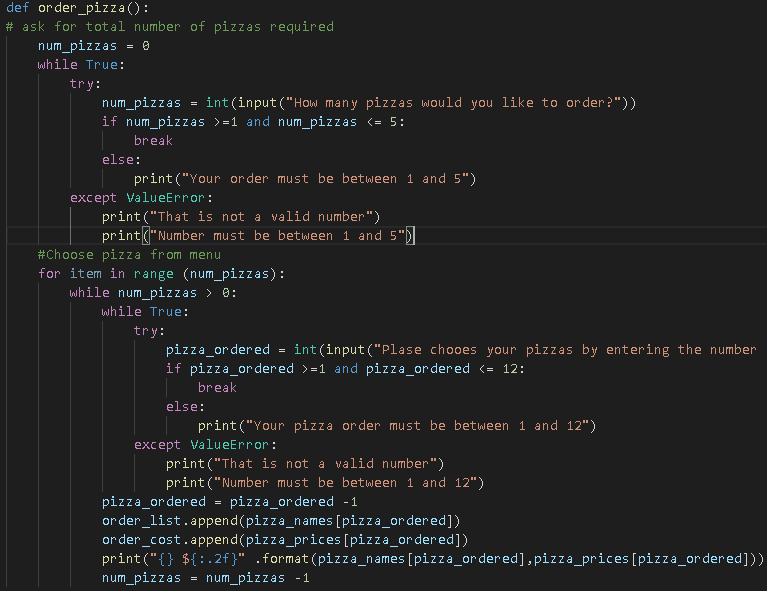 def order_pizza():
# ask for total number of pizzas required
    num_pizzas = 0
    while True:
        try:
            num_pizzas = int(input("How many pizzas would you like to order?"))
            if num_pizzas >=1 and num_pizzas <= 5:
                break
            else:
                print("Your order must be between 1 and 5")
        except ValueError:
            print("That is not a valid number")
            print("Number must be between 1 and 5")
    #Choose pizza from menu
    for item in range (num_pizzas):
        while num_pizzas > 0:
            while True:
                try:
                    pizza_ordered = int(input("Plase chooes your pizzas by entering the number
                    if pizza_ordered >=1 and pizza_ordered <= 12:
                        break
                    else:
                        print("Your pizza order must be between 1 and 12")
                except ValueError:
                    print("That is not a valid number")
                    print("Number must be between 1 and 12")
            pizza_ordered = pizza_ordered -1
            order_list.append(pizza_names[pizza_ordered])
            order_cost.append(pizza_prices[pizza_ordered])
            print("{} ${:.2f}" .format(pizza_names[pizza_ordered],pizza_prices[pizza_ordered]))
            num_pizzas = num_pizzas -1